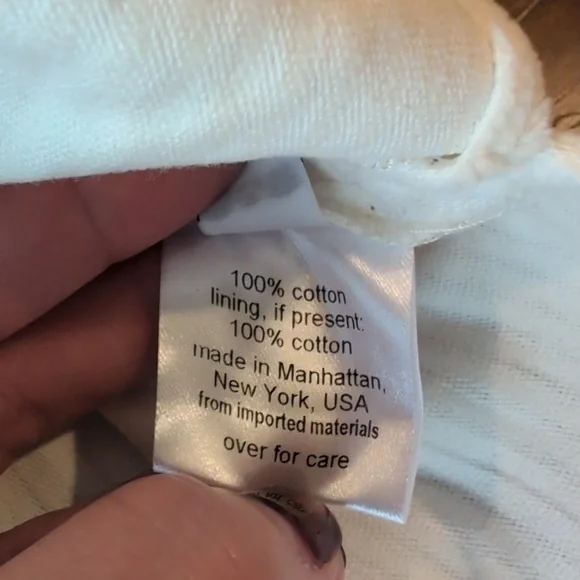 100% cotton
lining, if present:
100% cotton
made in Manhattan,
New York, USA
from imported materials
over for care